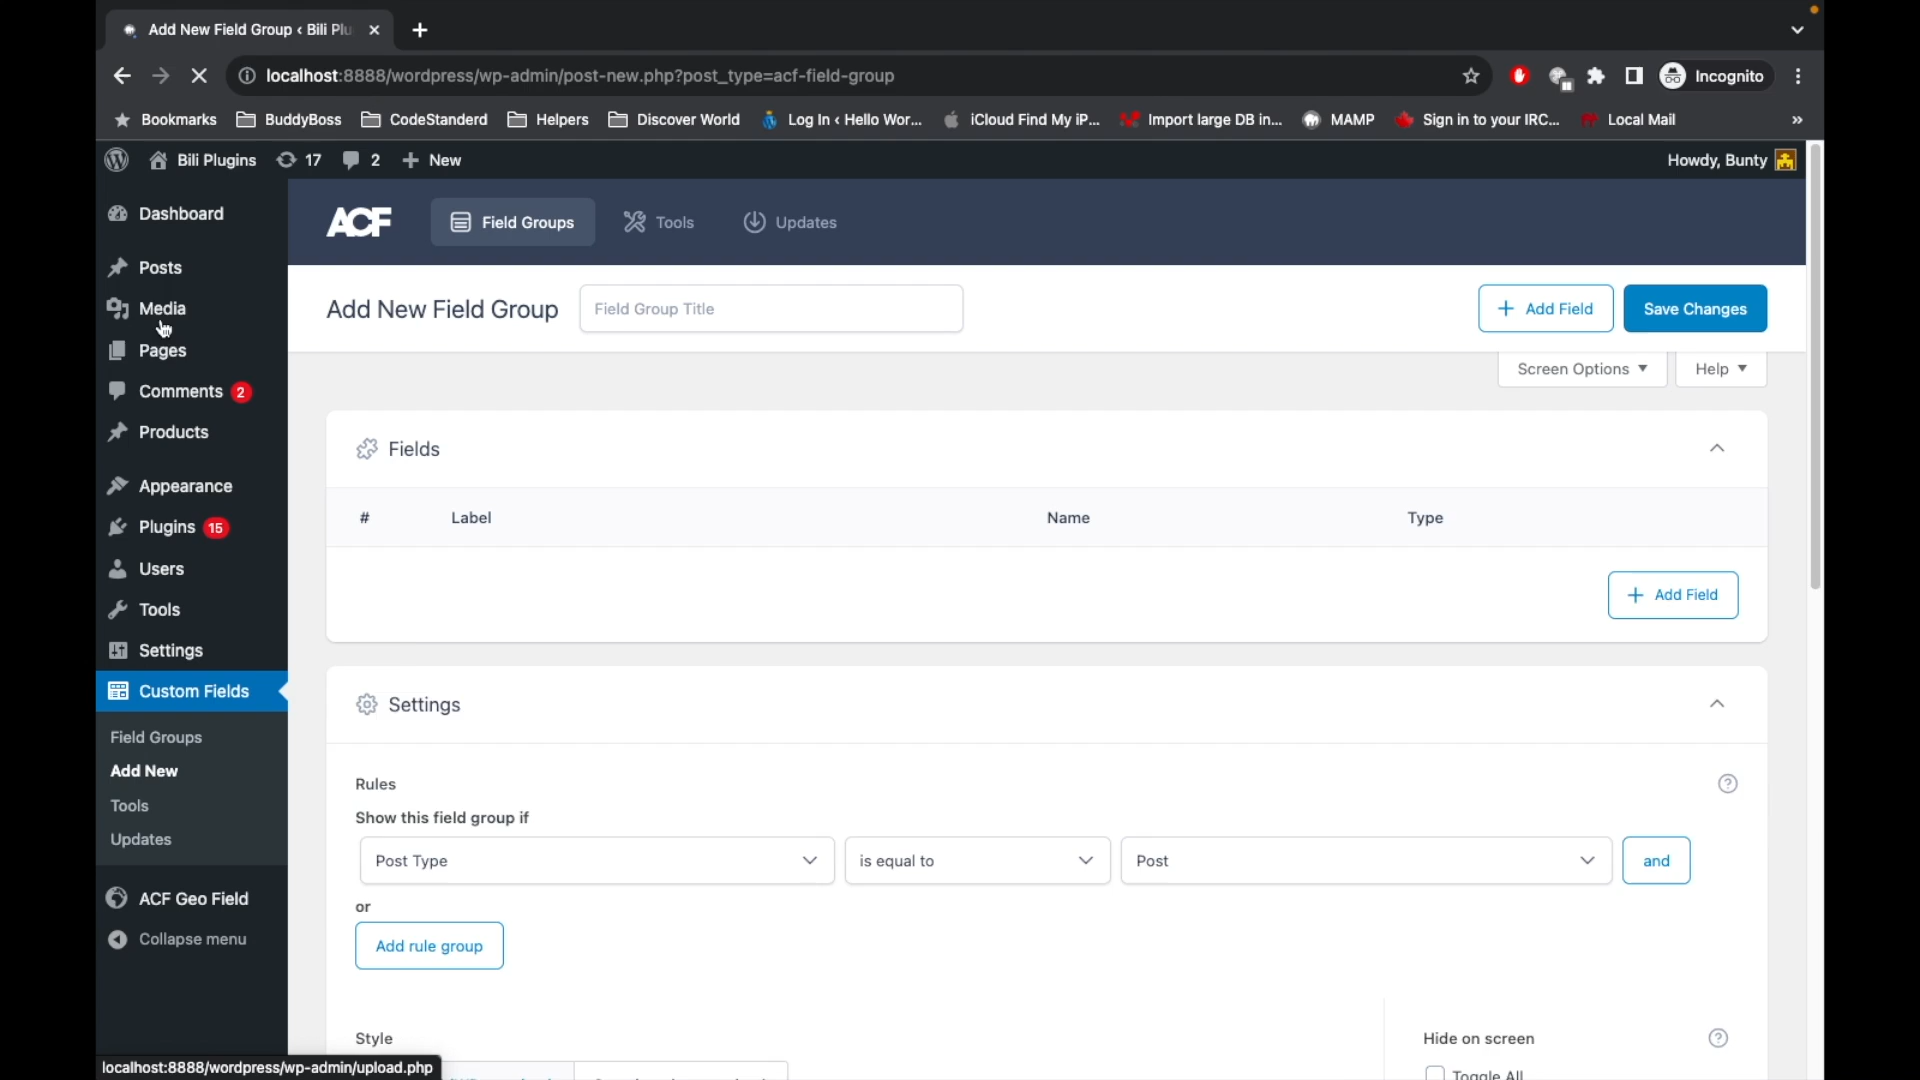 Add New Field Group ‹ Bili Plu
localhost:8888/wordpress/wp-admin/post-new.php?post_type=acf-field-group
Incognito
Bookmarks BuddyBoss CodeStanderd Helpers Discover World Log In ‹ Hello Wor... iCloud Find My iP... Import large DB in... MAMP Sign in to your IRC... Local Mail »
Bili Plugins 17 2 + New Howdy, Bunty
Dashboard
Posts
Media
Pages
Comments 2
Products
Appearance
Plugins 15
Users
Tools
Settings
Custom Fields
Field Groups
Add New
Tools
Updates
ACF Geo Field
Collapse menu
ACF Field Groups Tools Updates
Add New Field Group Field Group Title + Add Field Save Changes
Screen Options Help
Fields
# Label Name Type
+ Add Field
Settings
Rules
Show this field group if
Post Type is equal to Post and
or
Add rule group
Style Hide on screen
Toggle All
localhost:8888/wordpress/wp-admin/upload.php